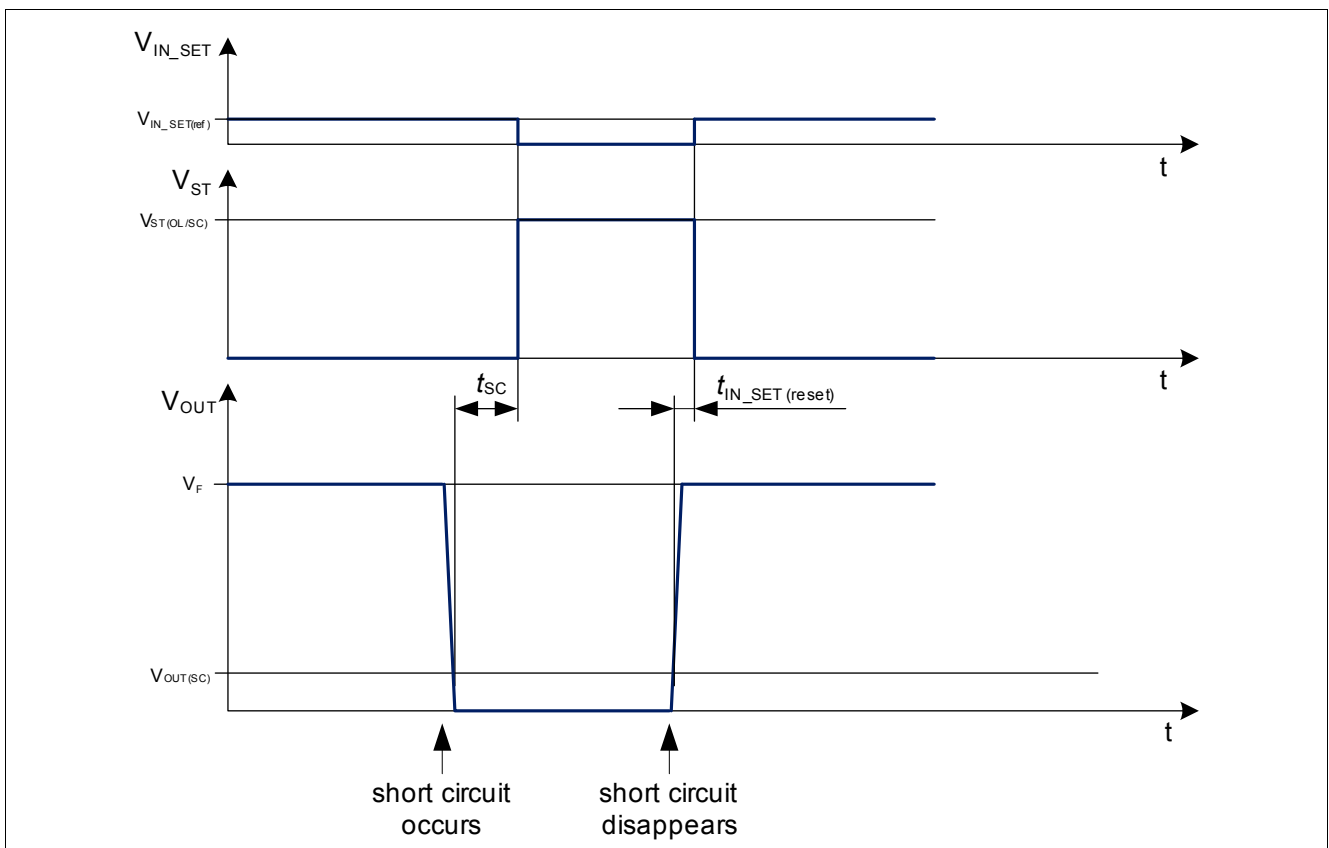 V_IN_SET
V_IN_SET(ref)
t
V_ST
V_ST(OL/SC)
t
t_SC
t_IN_SET (reset)
V_OUT
V_F
V_OUT(SC)
t
short circuit
occurs
short circuit
disappears